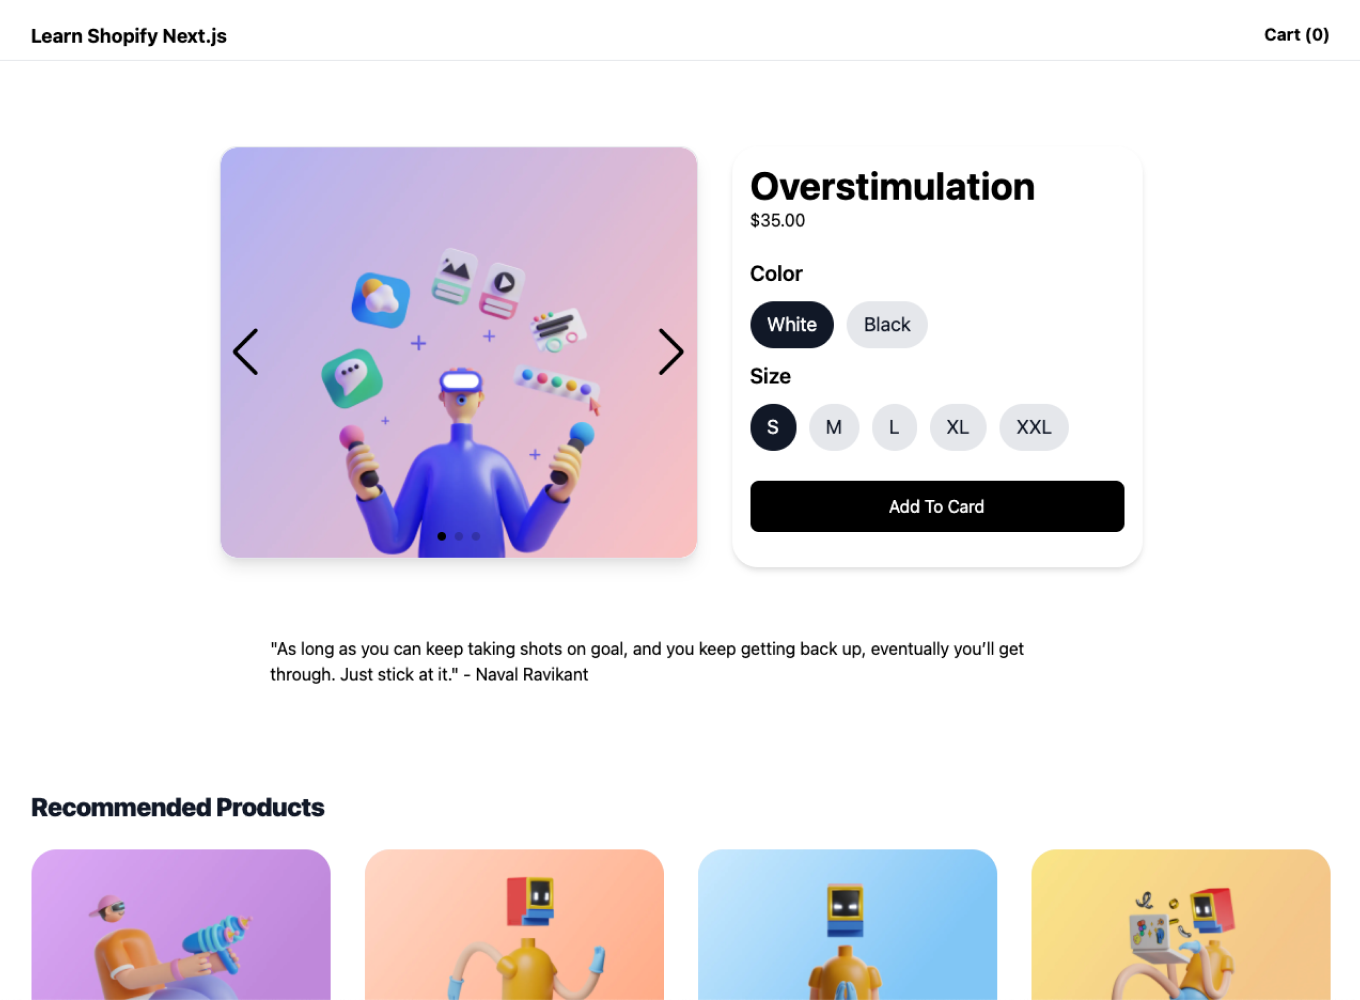 Learn Shopify Next.js
Cart (0)
Overstimulation
$35.00
Color
White
Black
Size
S
M
L
XL
XXL
Add To Card
"As long as you can keep taking shots on goal, and you keep getting back up, eventually you’ll get
through. Just stick at it." - Naval Ravikant
Recommended Products